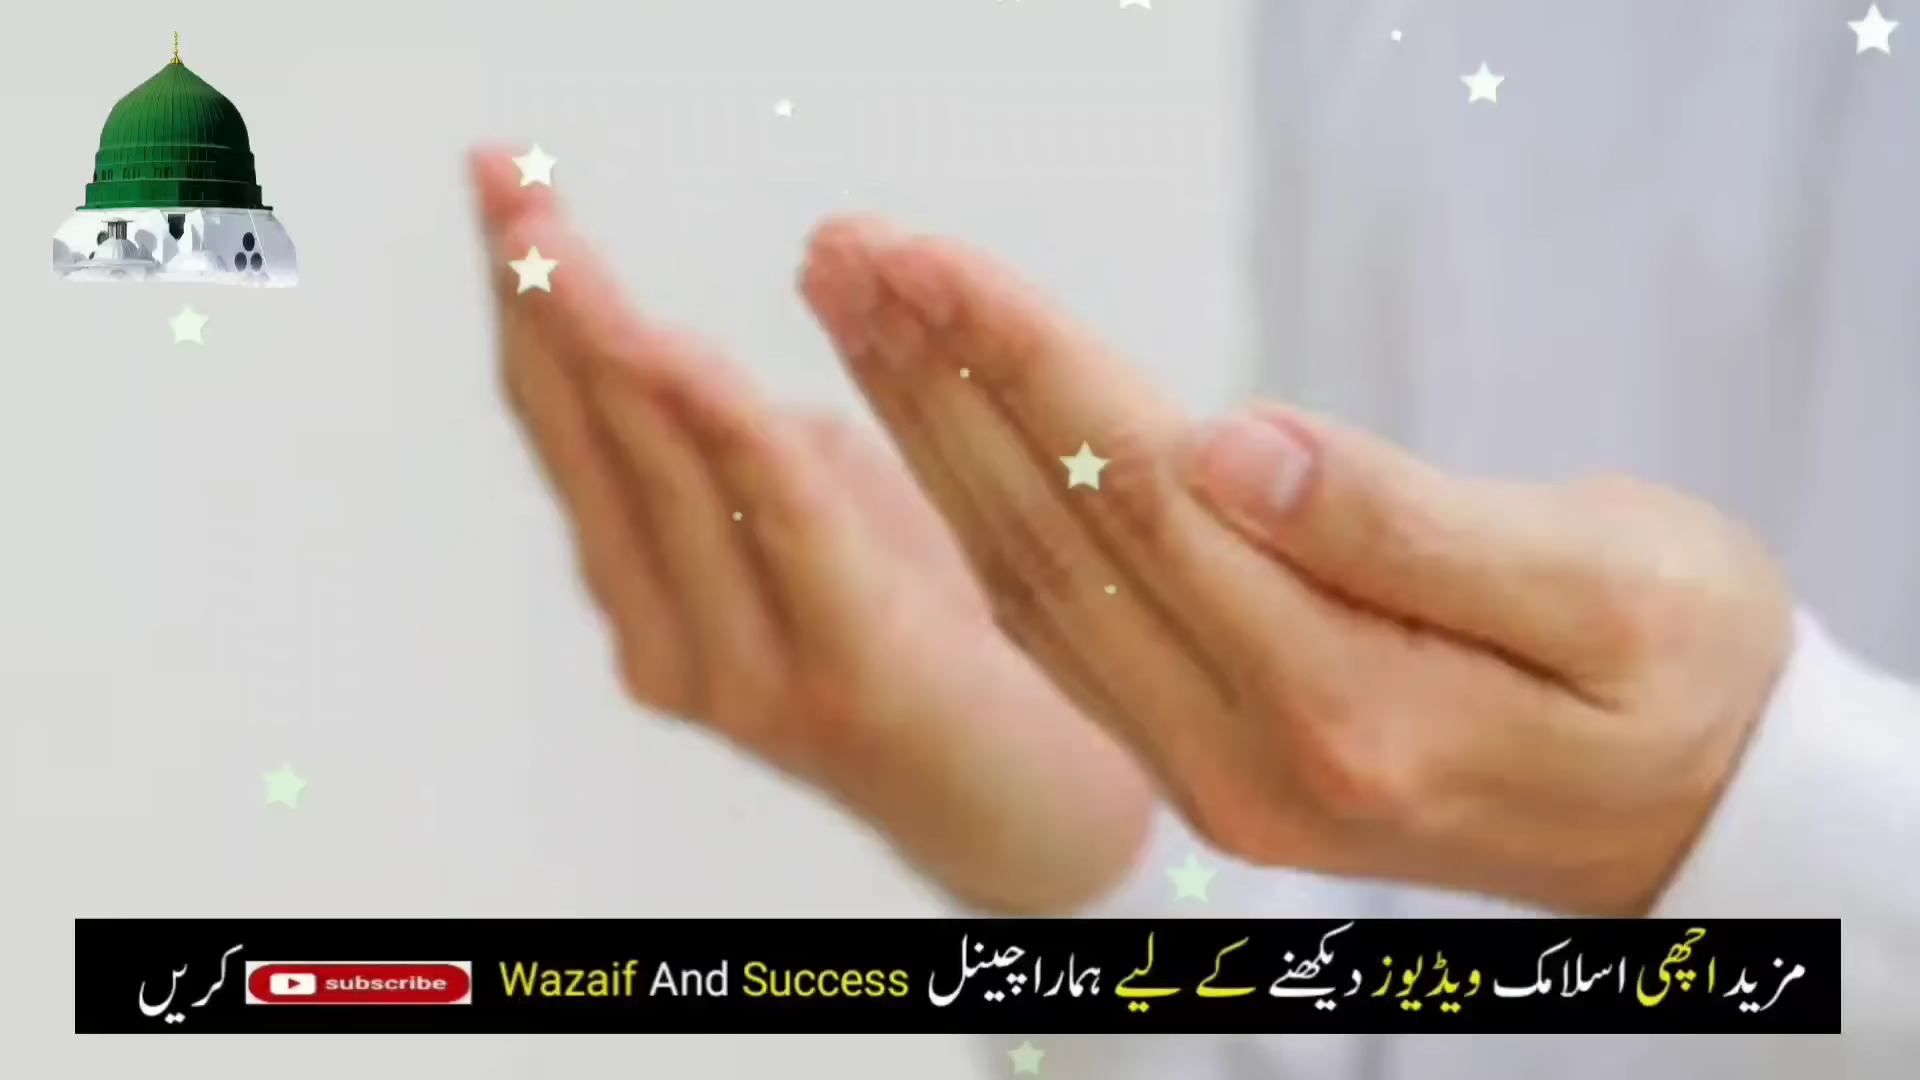 مزید اچھی اسلامک ویڈیوز دیکھنے کے لیے ہمارا چینل Wazaif And Success subscribe کریں